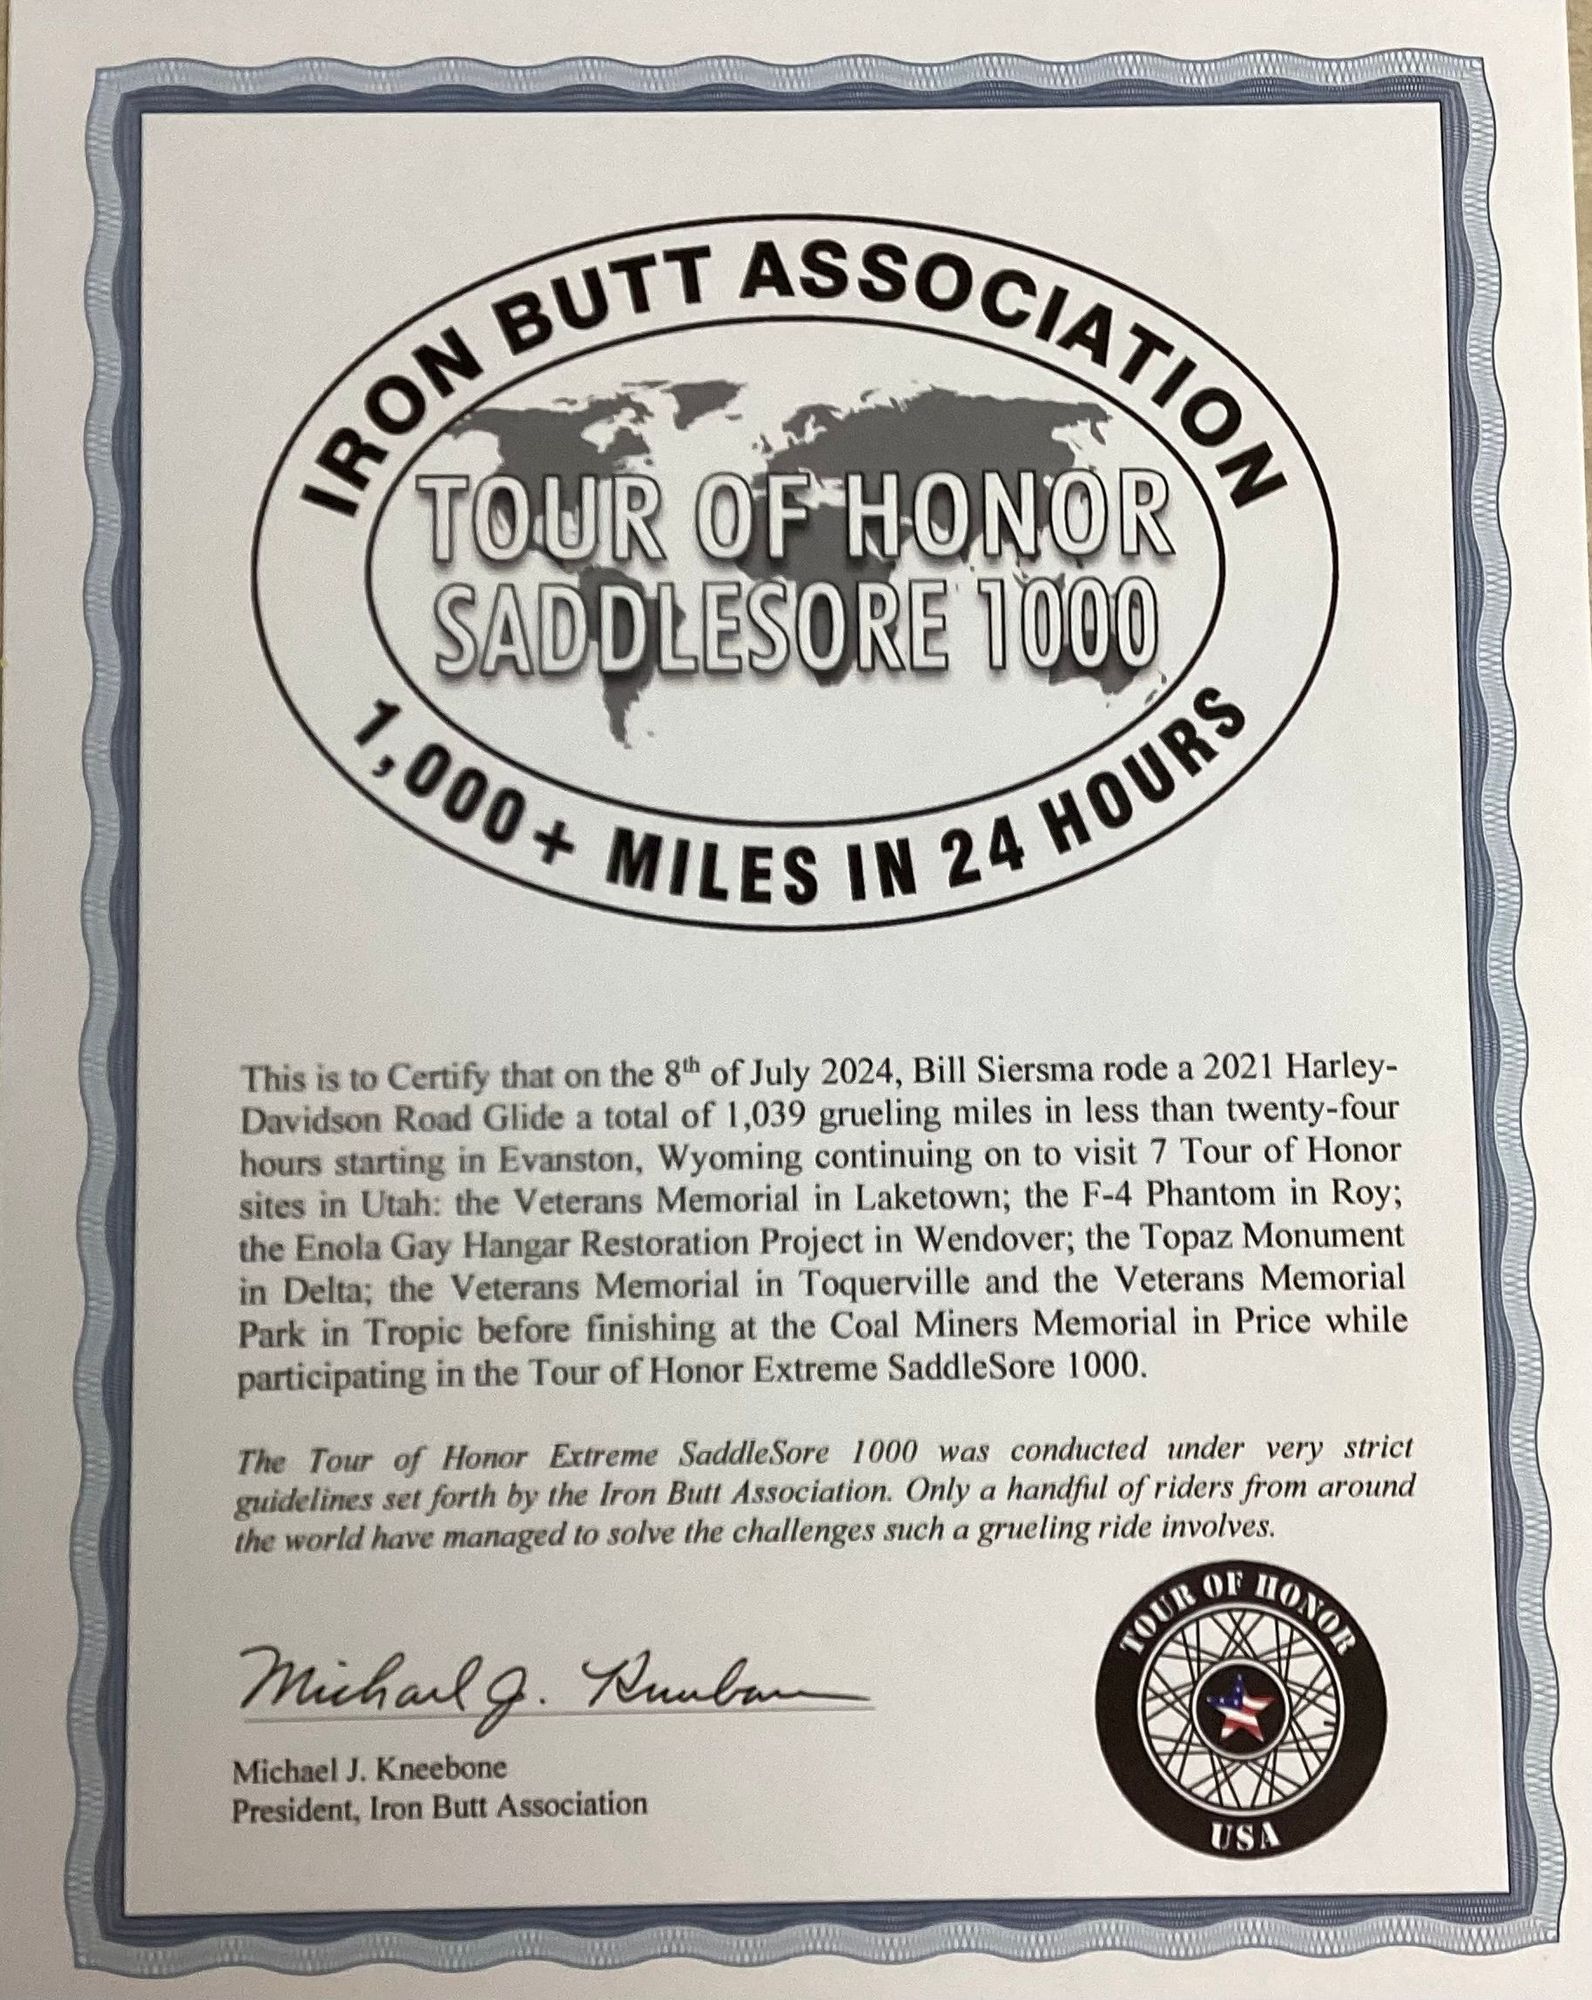 IRON BUTT ASSOCIATION
TOUR OF HONOR
SADDLESORE 1000
1,000+ MILES IN 24 HOURS
This is to Certify that on the 8th of July 2024, Bill Siersma rode a 2021 Harley-
Davidson Road Glide a total of 1,039 grueling miles in less than twenty-four
hours starting in Evanston, Wyoming continuing on to visit 7 Tour of Honor
sites in Utah: the Veterans Memorial in Laketown; the F-4 Phantom in Roy;
the Enola Gay Hangar Restoration Project in Wendover; the Topaz Monument
in Delta; the Veterans Memorial in Toquerville and the Veterans Memorial
Park in Tropic before finishing at the Coal Miners Memorial in Price while
participating in the Tour of Honor Extreme SaddleSore 1000.
The Tour of Honor Extreme SaddleSore 1000 was conducted under very strict
guidelines set forth by the Iron Butt Association. Only a handful of riders from around
the world have managed to solve the challenges such a grueling ride involves.
Michael J. Kneebone
Michael J. Kneebone
President, Iron Butt Association
TOUR OF HONOR
USA